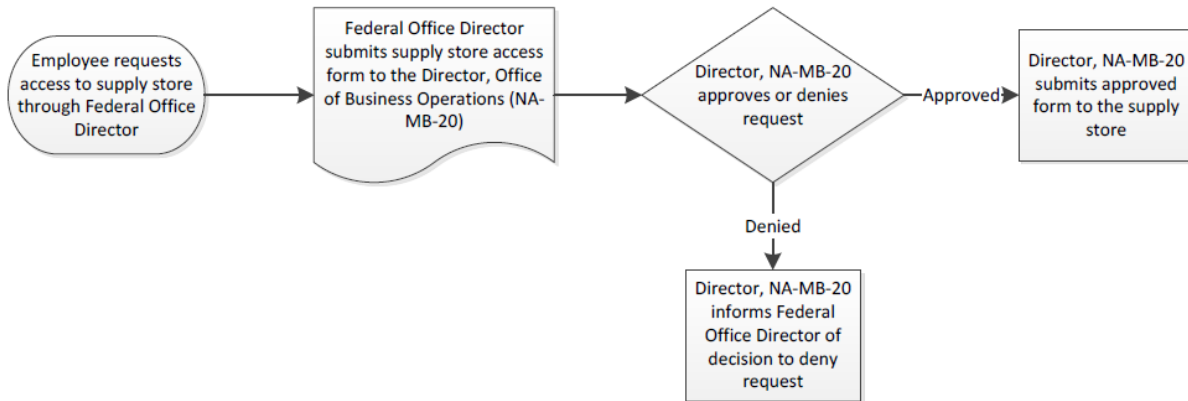 Employee requests
access to supply store
through Federal Office
Director
Federal Office Director
submits supply store access
form to the Director, Office
of Business Operations (NA-
MB-20)
Director, NA-MB-20
approves or denies
request
Approved
Director, NA-MB-20
submits approved
form to the supply
store
Denied
Director, NA-MB-20
informs Federal
Office Director of
decision to deny
request